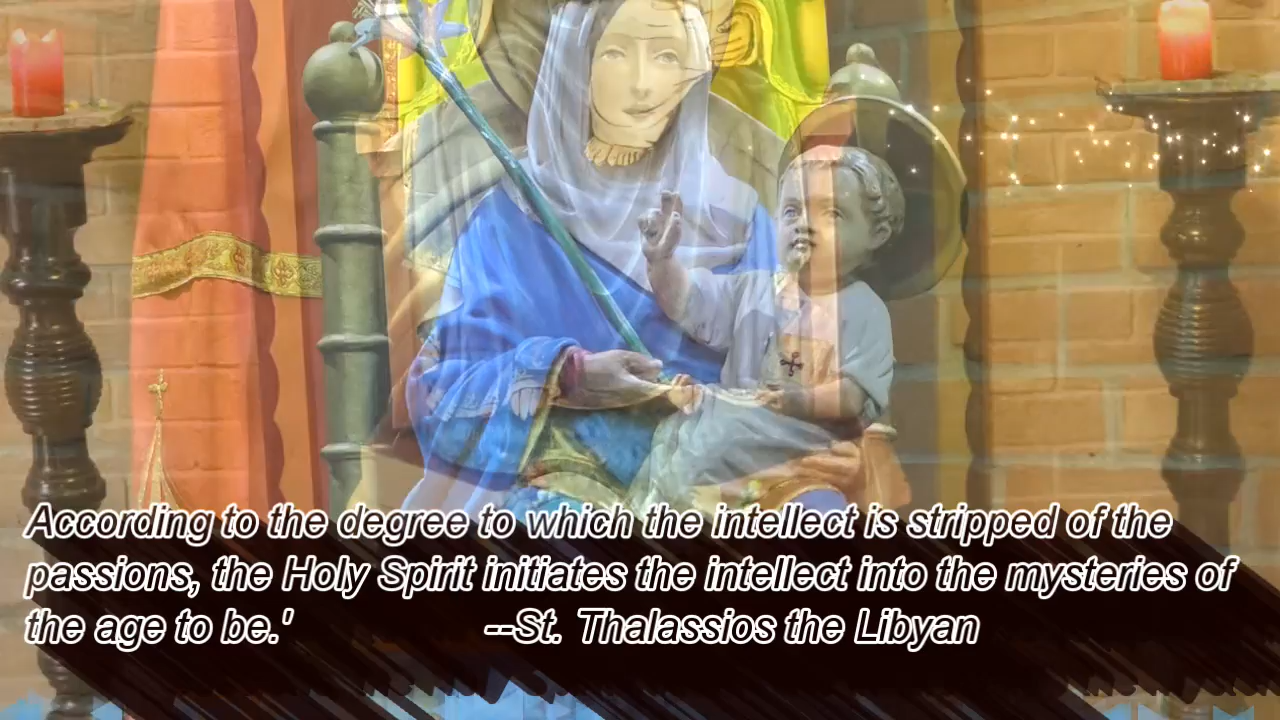 According to the degree to which the intellect is stripped of the
passions, the Holy Spirit initiates the intellect into the mysteries of
the age to be.' --St. Thalassios the Libyan